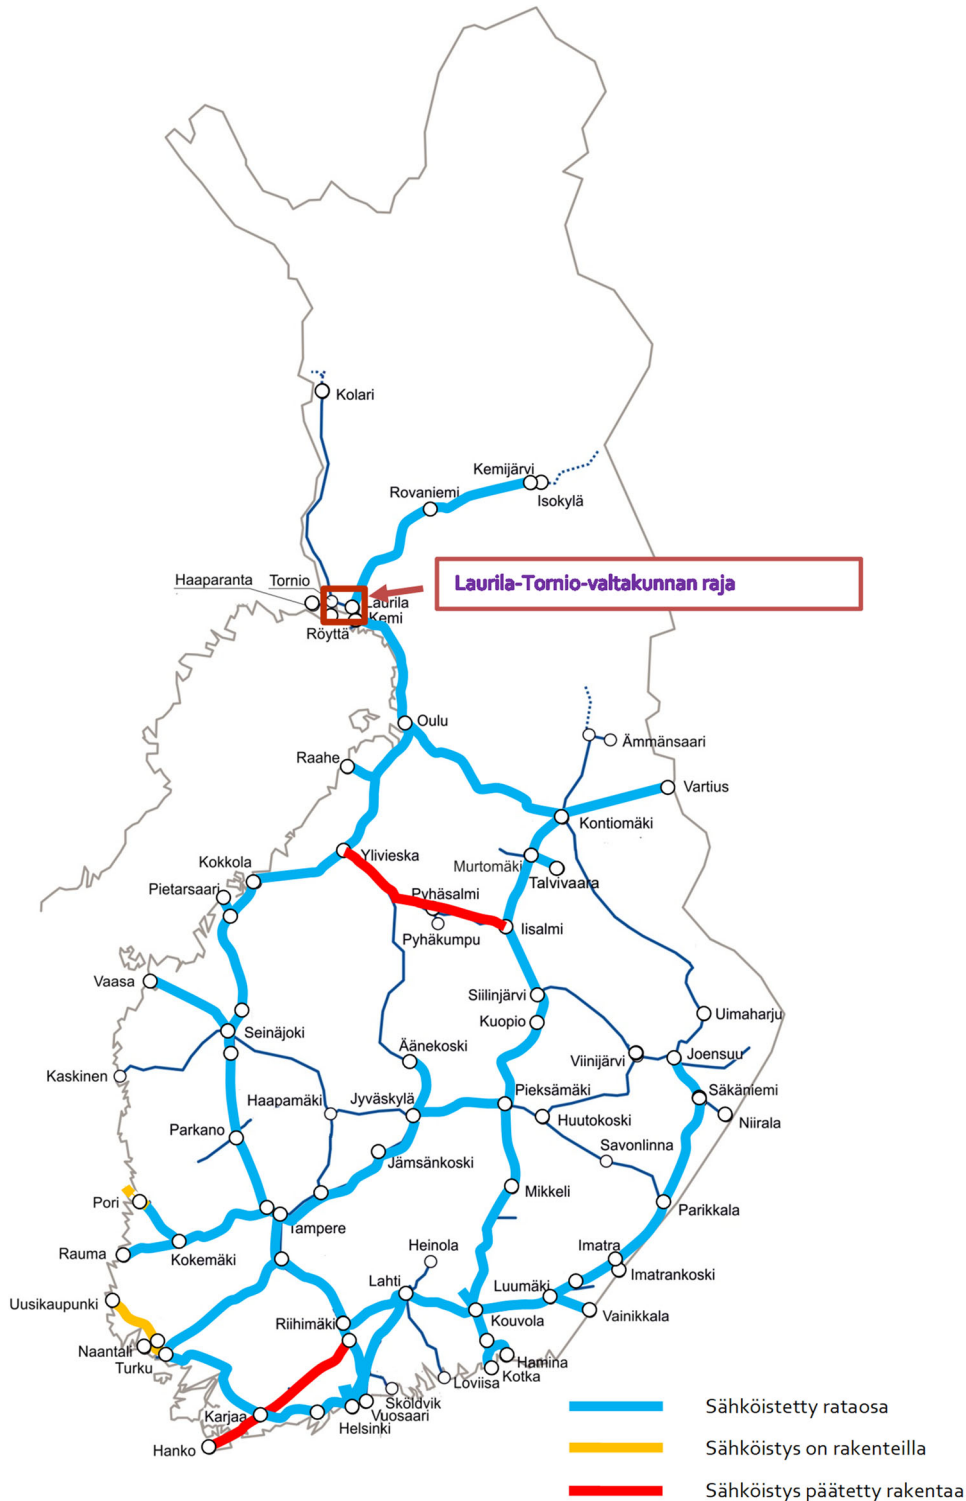 Kolari
Kemijärvi
Rovaniemi
Isokylä
Haaparanta
Tornio
Laurila-Tornio-valtakunnan raja
Laurila
Kemi
Röyttä
Oulu
Ämmänsaari
Raahe
Vartius
Kontiomäki
Ylivieska
Kokkola
Murtomäki
Talvivaara
Pietarsaari
Pyhäsalmi
Iisalmi
Pyhäkumpu
Vaasa
Siilinjärvi
Uimaharju
Kuopio
Seinäjoki
Äänekoski
Viinijärvi
Joensuu
Kaskinen
Pieksämäki
Säkäniemi
Haapamäki
Jyväskylä
Huutokoski
Niirala
Parkano
Savonlinna
Jämsänkoski
Mikkeli
Pori
Parikkala
Tampere
Rauma
Kokemäki
Heinola
Imatra
Imatrankoski
Lahti
Luumäki
Uusikaupunki
Vainikkala
Riihimäki
Kouvola
Naantali
Turku
Hamina
Kotka
Loviisa
Sköldvik
Karjaa
Vuosaari
Helsinki
Hanko
Sähköistetty rataosa
Sähköistys on rakenteilla
Sähköistys päätetty rakentaa